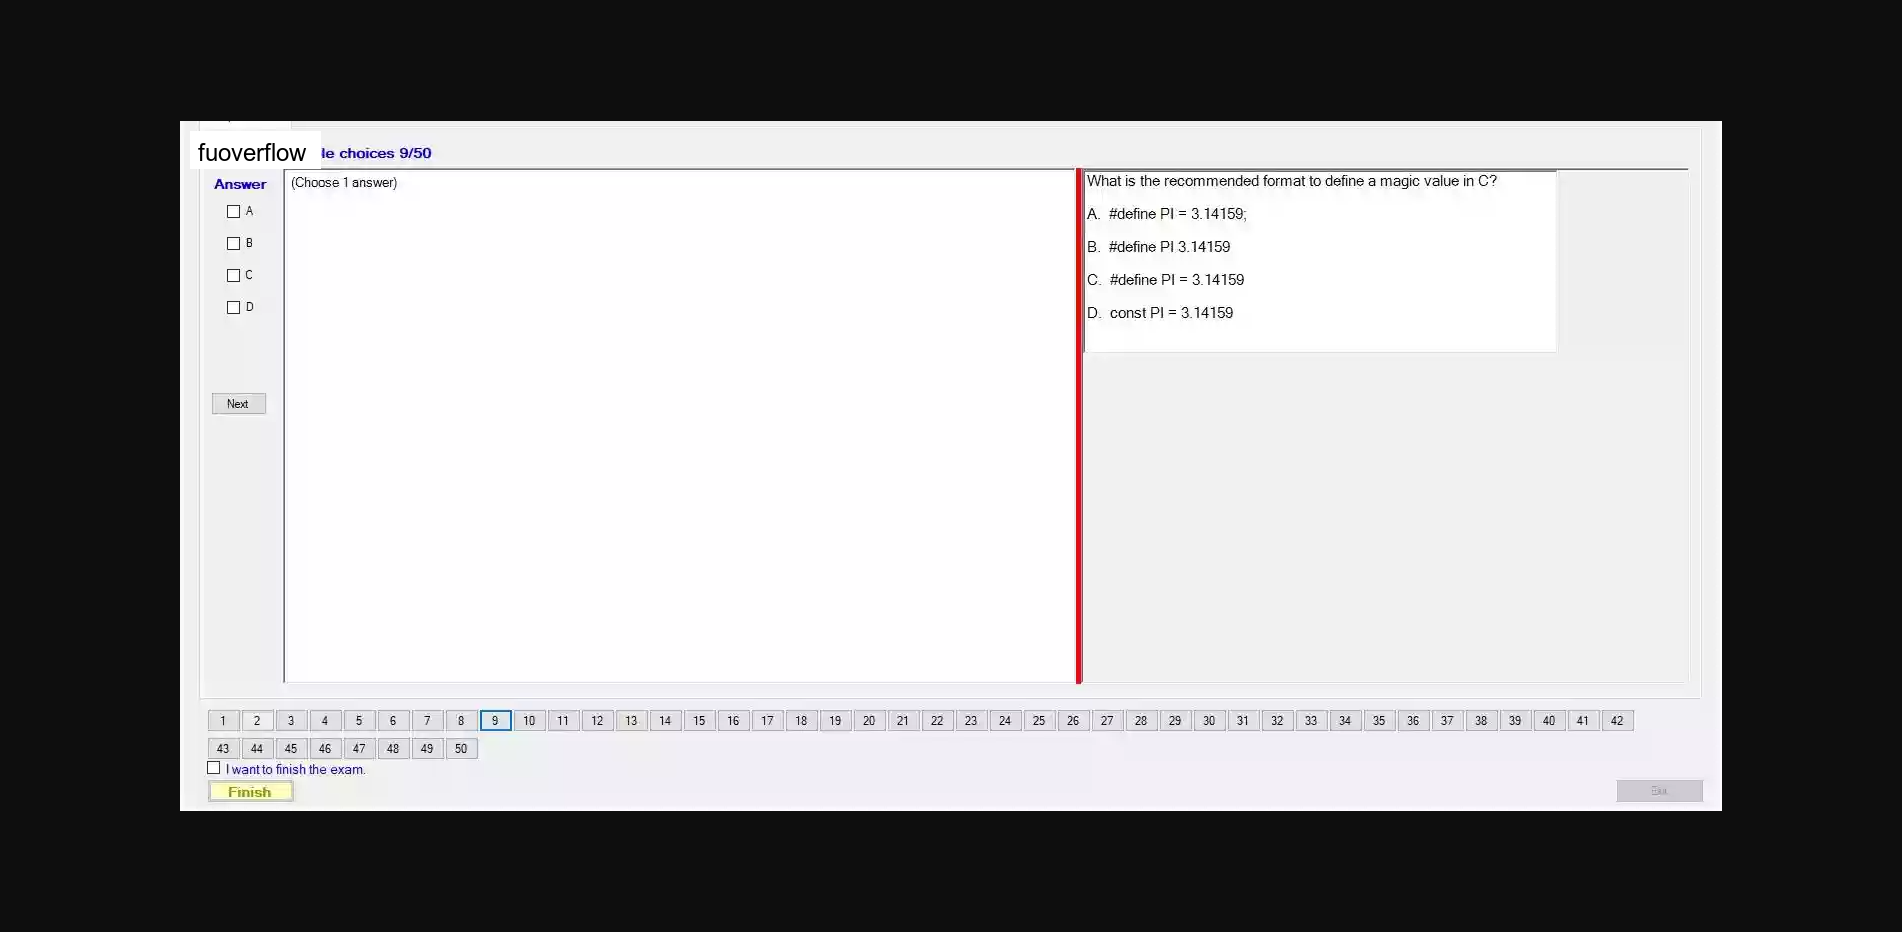 fuoverflow
le choices 9/50
Answer
(Choose 1 answer)
A
B
C
D
Next
What is the recommended format to define a magic value in C?
A. #define PI = 3.14159;
B. #define PI 3.14159
C. #define PI = 3.14159
D. const PI = 3.14159
1 2 3 4 5 6 7 8 9 10 11 12 13 14 15 16 17 18 19 20 21 22 23 24 25 26 27 28 29 30 31 32 33 34 35 36 37 38 39 40 41 42
43 44 45 46 47 48 49 50
I want to finish the exam.
Finish
Exit